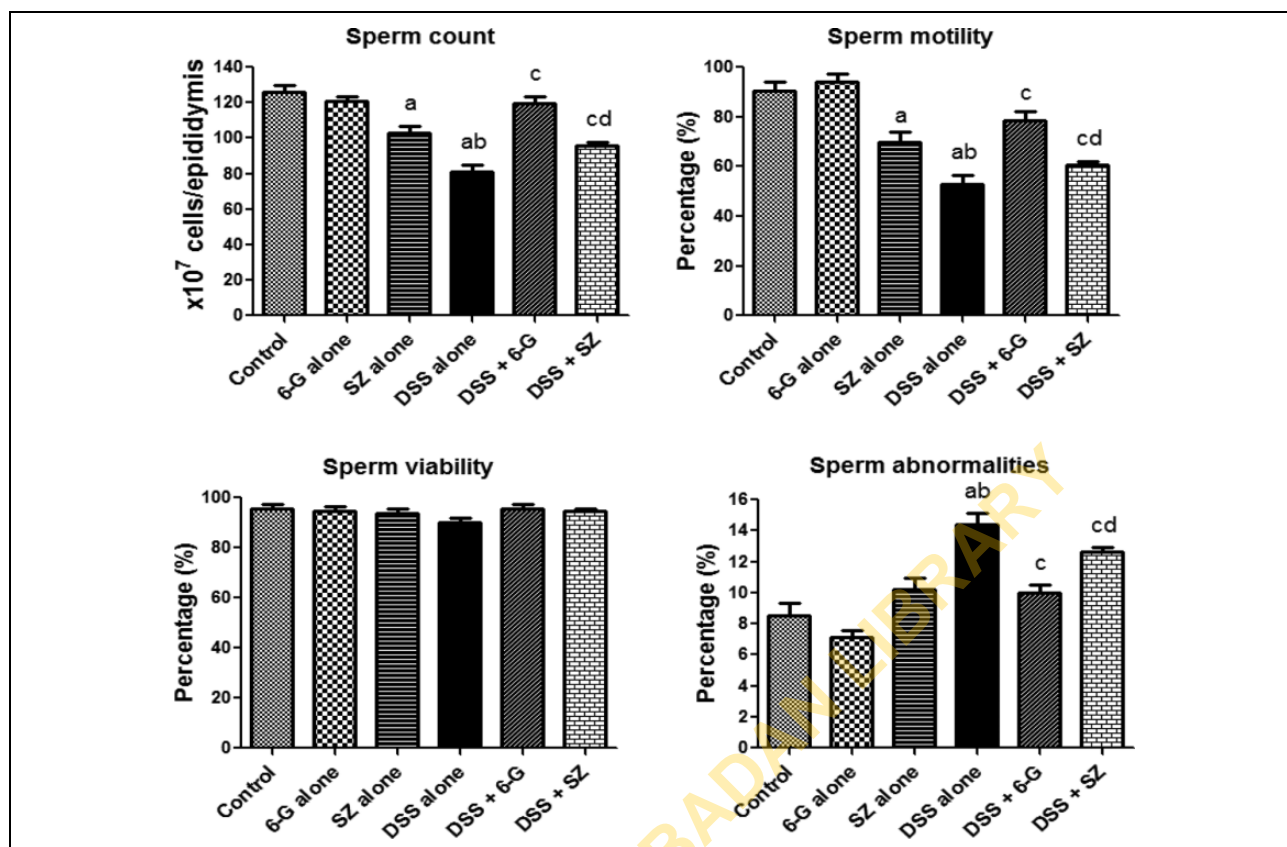 Sperm count
x10⁷ cells/epididymis
140
120
100
80
60
40
20
0
a
ab
c
cd
Control
6-G alone
SZ alone
DSS alone
DSS + 6-G
DSS + SZ
Sperm motility
Percentage (%)
100
80
60
40
20
0
a
ab
c
cd
Control
6-G alone
SZ alone
DSS alone
DSS + 6-G
DSS + SZ
Sperm viability
Percentage (%)
100
80
60
40
20
0
Control
6-G alone
SZ alone
DSS alone
DSS + 6-G
DSS + SZ
Sperm abnormalities
Percentage (%)
16
14
12
10
8
6
4
2
0
ab
c
cd
Control
6-G alone
SZ alone
DSS alone
DSS + 6-G
DSS + SZ
BADAN LIBRARY